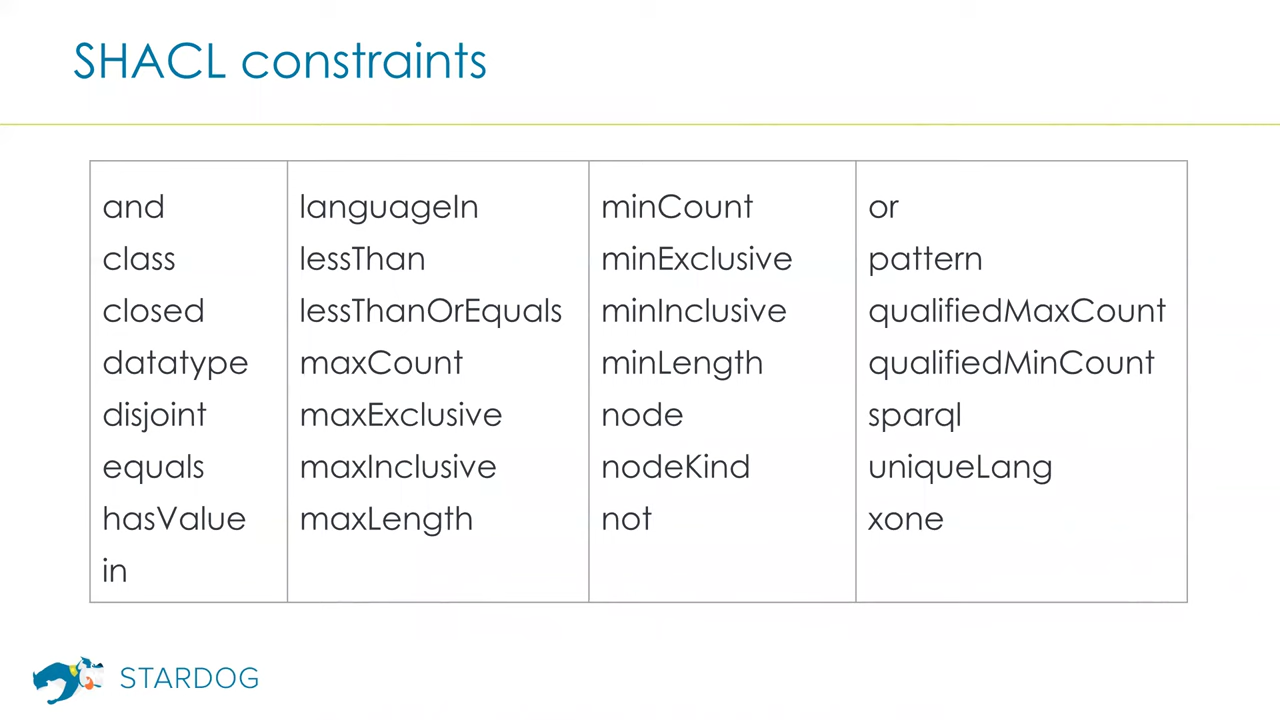 SHACL constraints
and
class
closed
datatype
disjoint
equals
hasValue
in
languageIn
lessThan
lessThanOrEquals
maxCount
maxExclusive
maxInclusive
maxLength
minCount
minExclusive
minInclusive
minLength
node
nodeKind
not
or
pattern
qualifiedMaxCount
qualifiedMinCount
sparql
uniqueLang
xone
STARDOG